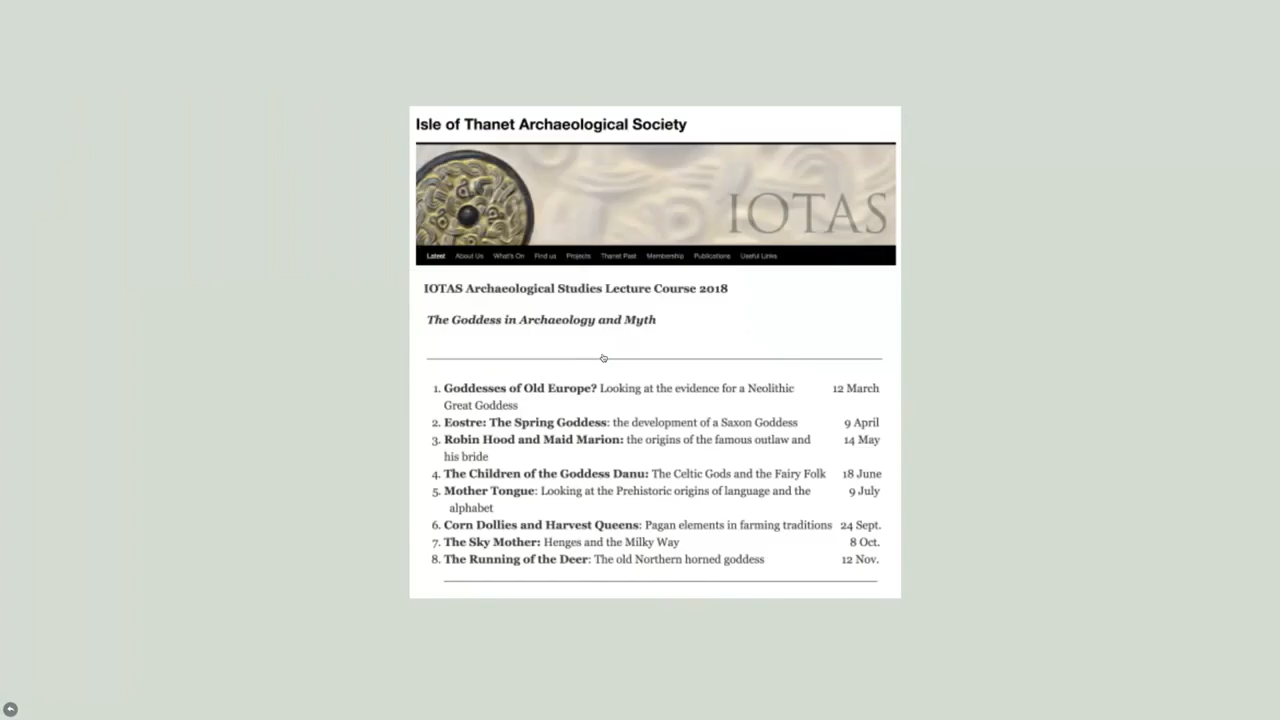 Isle of Thanet Archaeological Society
IOTAS
Latest About Us What's On Find us Projects Thanet Past Membership Publications Useful Links
IOTAS Archaeological Studies Lecture Course 2018
The Goddess in Archaeology and Myth
1. Goddesses of Old Europe? Looking at the evidence for a Neolithic 12 March
Great Goddess
2. Eostre: The Spring Goddess: the development of a Saxon Goddess 9 April
3. Robin Hood and Maid Marion: the origins of the famous outlaw and 14 May
his bride
4. The Children of the Goddess Danu: The Celtic Gods and the Fairy Folk 18 June
5. Mother Tongue: Looking at the Prehistoric origins of language and the 9 July
alphabet
6. Corn Dollies and Harvest Queens: Pagan elements in farming traditions 24 Sept.
7. The Sky Mother: Henges and the Milky Way 8 Oct.
8. The Running of the Deer: The old Northern horned goddess 12 Nov.